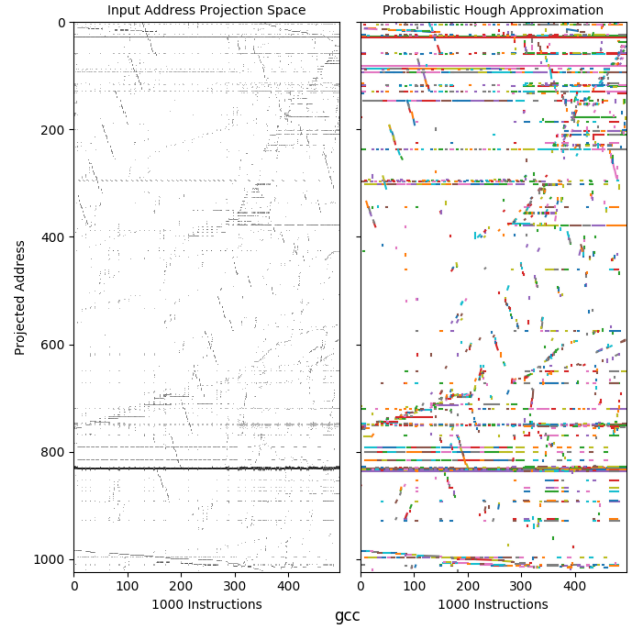 Input Address Projection Space
Probabilistic Hough Approximation
Projected Address
0
200
400
600
800
1000
0 100 200 300 400
0 100 200 300 400
1000 Instructions
1000 Instructions
gcc